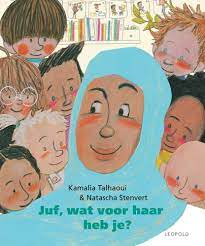 Kamalia Talhaoui
& Natascha Stenvert
Juf, wat voor haar
heb je?
LEOPOLD